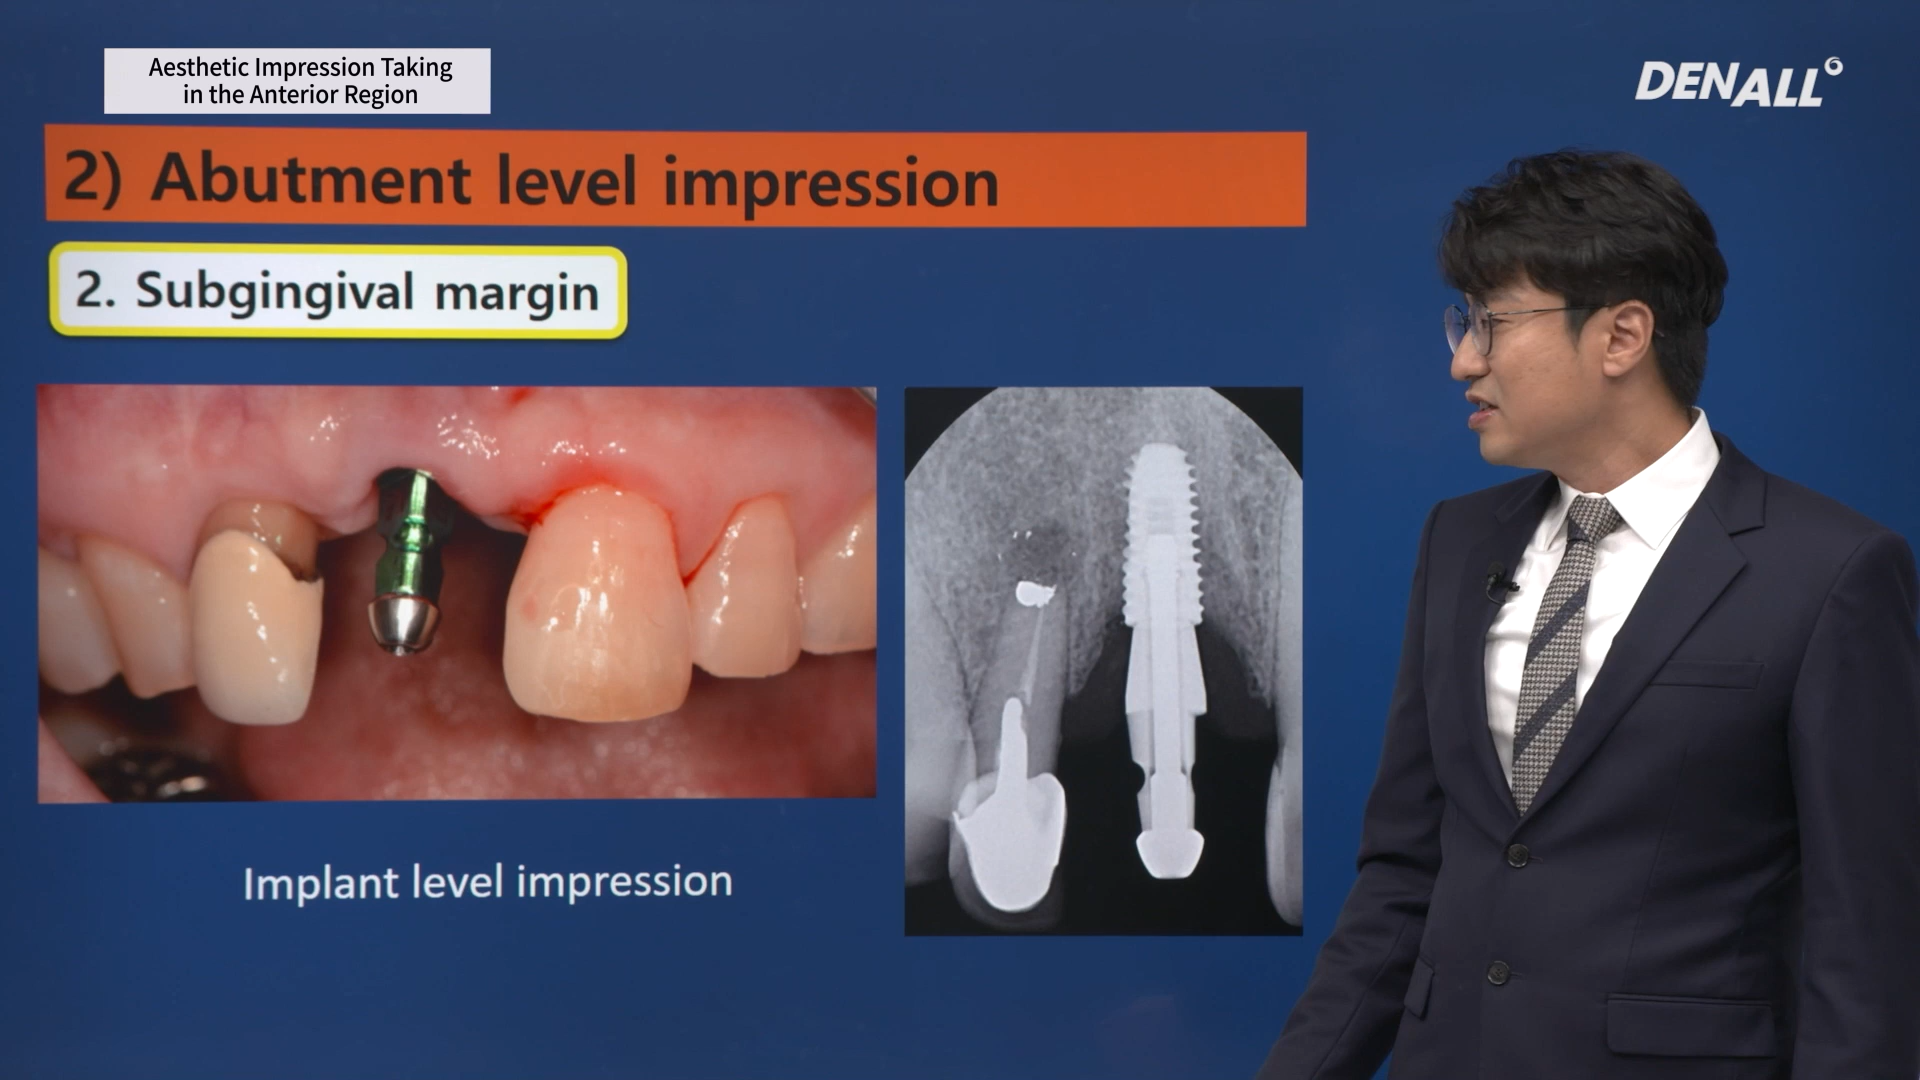 Aesthetic Impression Taking
in the Anterior Region
DENALL
2) Abutment level impression
2. Subgingival margin
Implant level impression